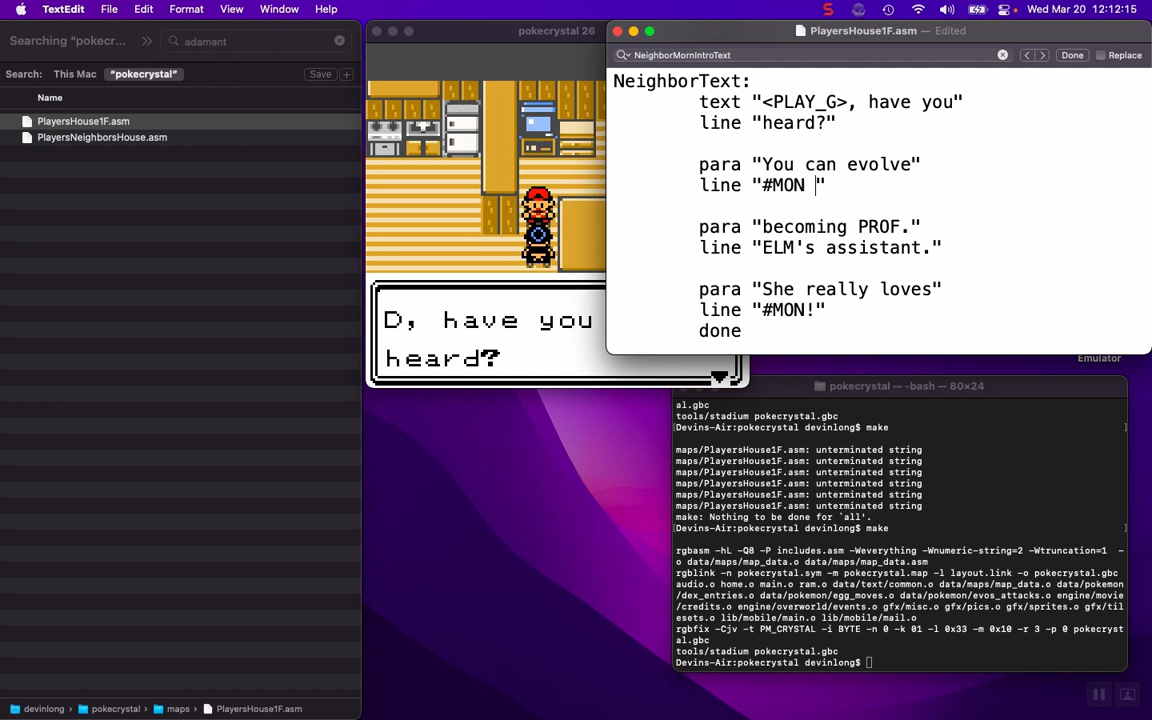 TextEdit File Edit Format View Window Help
Wed Mar 20 12:12:15
Searching “pokecr...
adamant
Search: This Mac “pokecrystal” Save +
Name
PlayersHouse1F.asm
PlayersNeighborsHouse.asm
devinlong pokecrystal maps PlayersHouse1F.asm
pokecrystal 26
D, have you
heard?
PlayersHouse1F.asm — Edited
NeighborMornIntroText
Done Replace
NeighborText:
text "<PLAY_G>, have you"
line "heard?"
para "You can evolve"
line "#MON "
para "becoming PROF."
line "ELM's assistant."
para "She really loves"
line "#MON!"
done
Emulator
pokecrystal — -bash — 80×24
al.gbc
tools/stadium pokecrystal.gbc
[Devins-Air:pokecrystal devinlong$ make ]
maps/PlayersHouse1F.asm: unterminated string
maps/PlayersHouse1F.asm: unterminated string
maps/PlayersHouse1F.asm: unterminated string
maps/PlayersHouse1F.asm: unterminated string
maps/PlayersHouse1F.asm: unterminated string
maps/PlayersHouse1F.asm: unterminated string
make: Nothing to be done for `all'.
[Devins-Air:pokecrystal devinlong$ make ]
rgbasm -hL -Q8 -P includes.asm -Weverything -Wnumeric-string=2 -Wtruncation=1 -
o data/maps/map_data.o data/maps/map_data.asm
rgblink -n pokecrystal.sym -m pokecrystal.map -l layout.link -o pokecrystal.gbc
audio.o home.o main.o ram.o data/text/common.o data/maps/map_data.o data/pokemon
/dex_entries.o data/pokemon/egg_moves.o data/pokemon/evos_attacks.o engine/movie
/credits.o engine/overworld/events.o gfx/misc.o gfx/pics.o gfx/sprites.o gfx/til
esets.o lib/mobile/main.o lib/mobile/mail.o
rgbfix -Cjv -t PM_CRYSTAL -i BYTE -n 0 -k 01 -l 0x33 -m 0x10 -r 3 -p 0 pokecryst
al.gbc
tools/stadium pokecrystal.gbc
Devins-Air:pokecrystal devinlong$